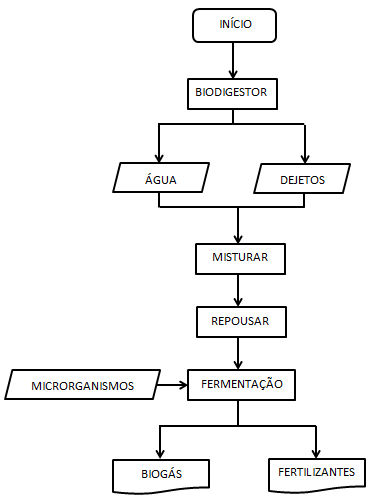 INÍCIO
BIODIGESTOR
ÁGUA
DEJETOS
MISTURAR
REPOUSAR
MICRORGANISMOS
FERMENTAÇÃO
BIOGÁS
FERTILIZANTES